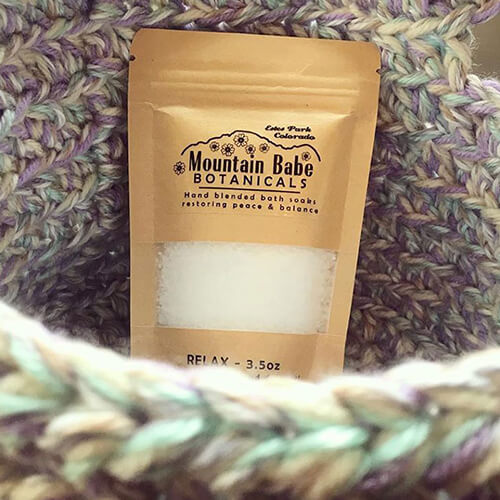 Estes Park
Colorado
Mountain Babe
BOTANICALS
Hand blended bath soaks
restoring peace & balance
RELAX - 3.5oz